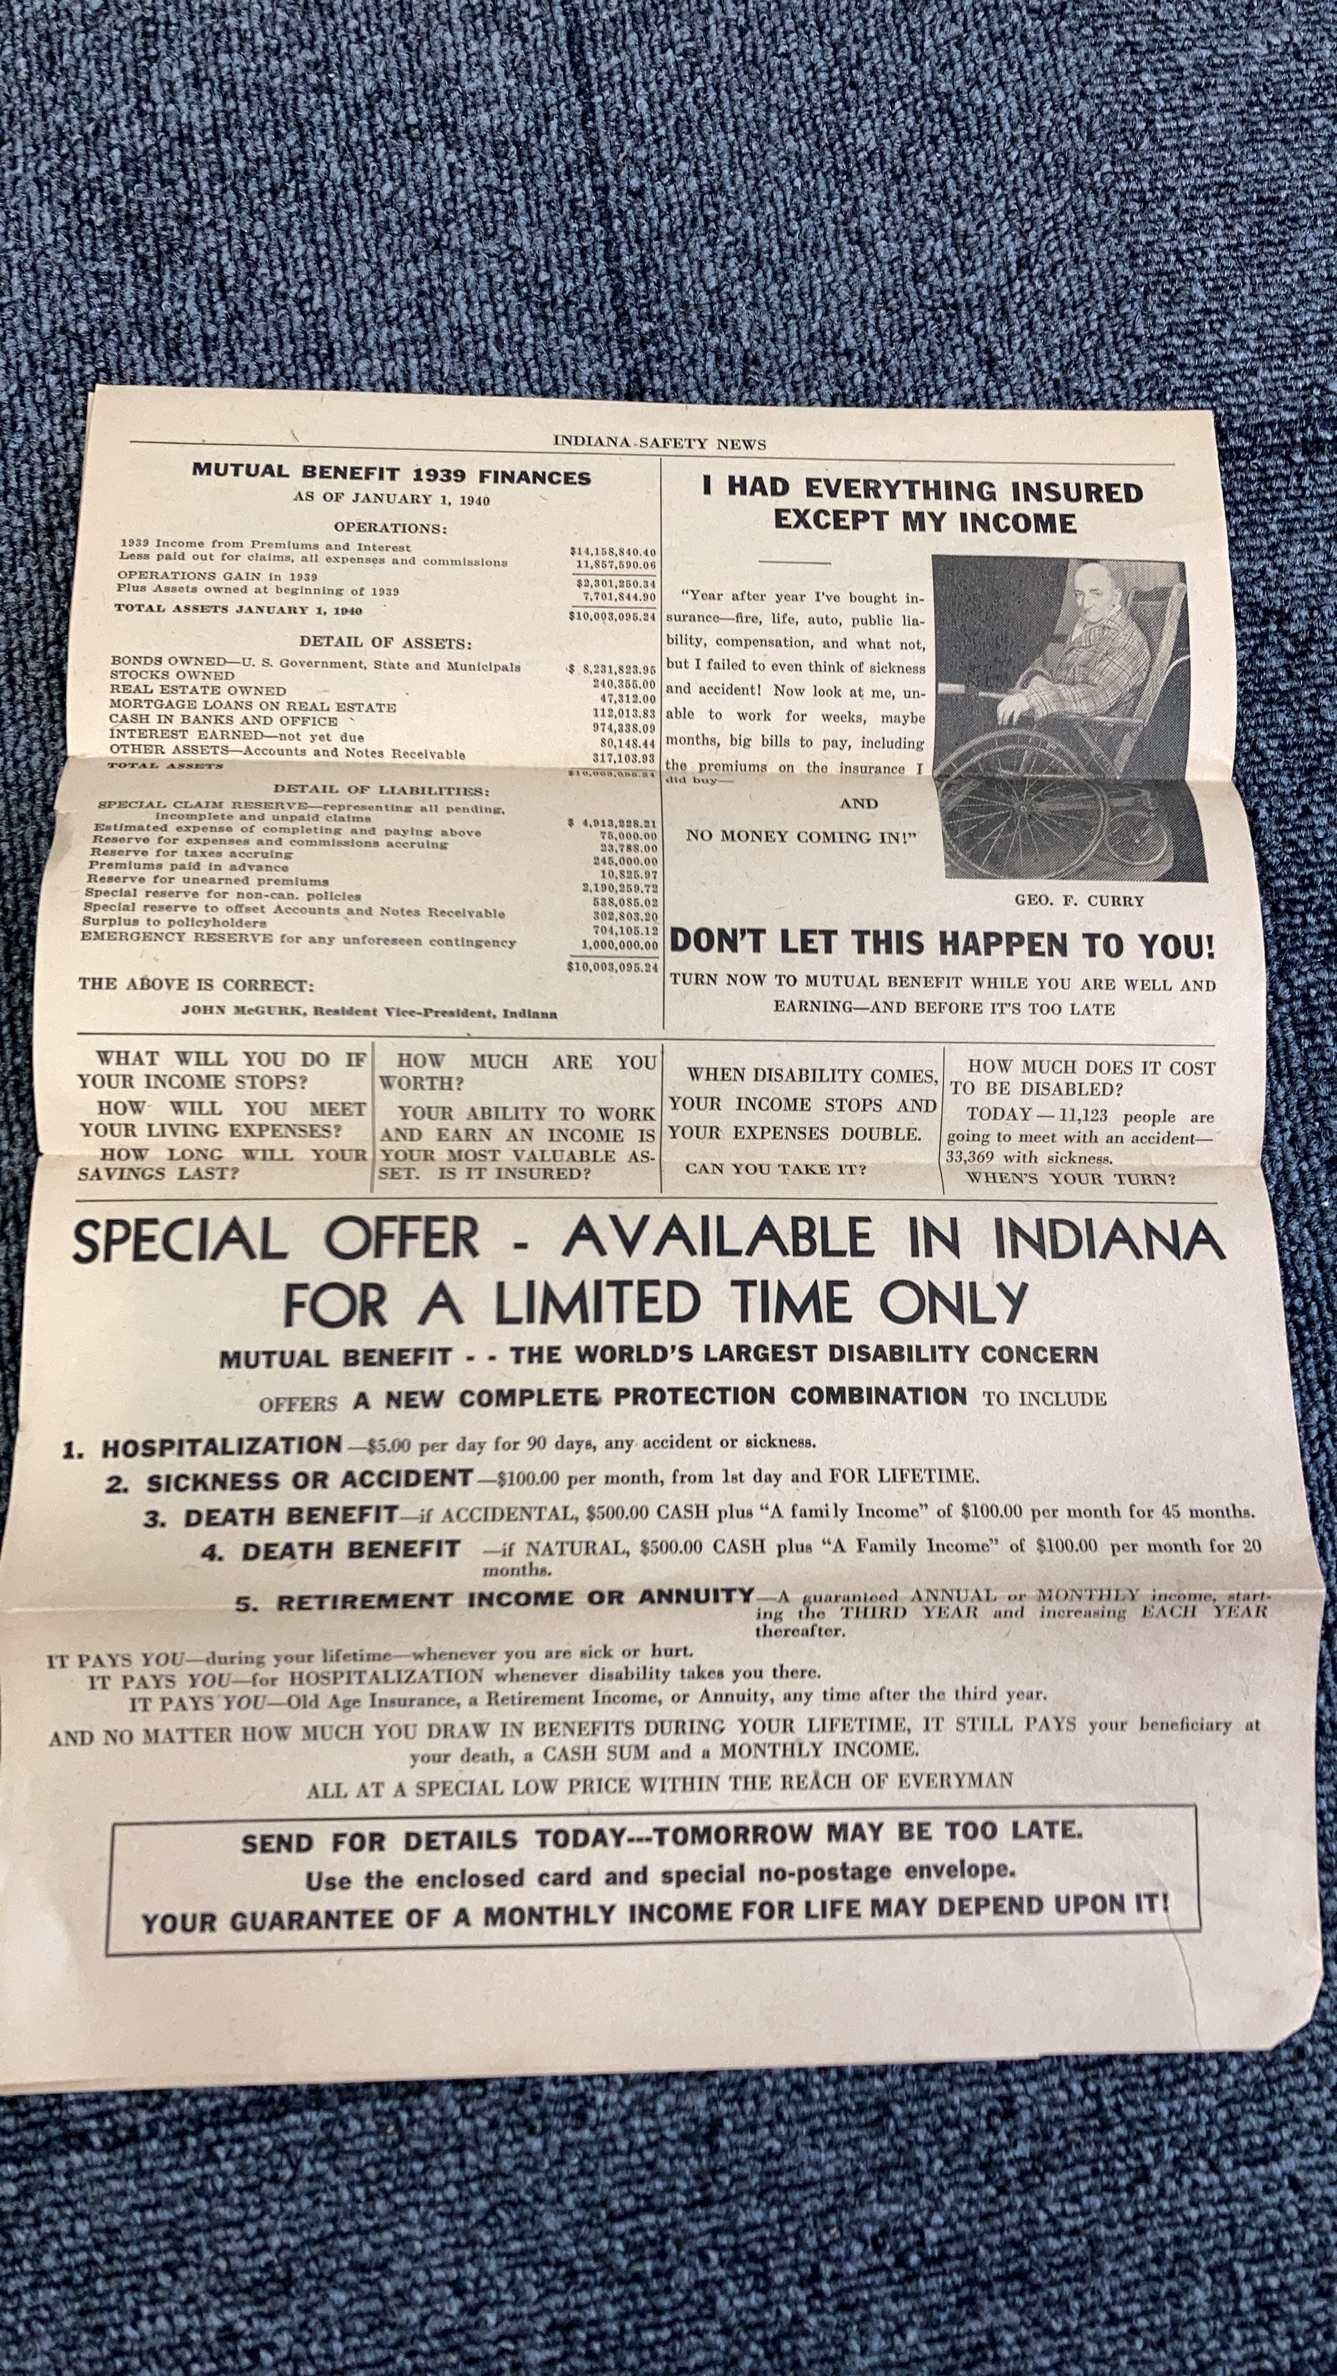 INDIANA SAFETY NEWS
MUTUAL BENEFIT 1939 FINANCES
AS OF JANUARY 1, 1940
OPERATIONS:
1939 Income from Premiums and Interest $14,158,840.40
Less paid out for claims, all expenses and commissions 11,857,590.06
OPERATIONS GAIN in 1939 $2,301,250.34
Plus Assets owned at beginning of 1939 7,701,844.90
TOTAL ASSETS JANUARY 1, 1940 $10,003,095.24
DETAIL OF ASSETS:
BONDS OWNED—U. S. Government, State and Municipals $ 8,231,823.95
STOCKS OWNED 240,355.00
REAL ESTATE OWNED 47,312.00
MORTGAGE LOANS ON REAL ESTATE 112,013.83
CASH IN BANKS AND OFFICE 974,338.09
INTEREST EARNED—not yet due 80,148.44
OTHER ASSETS—Accounts and Notes Receivable 317,103.93
TOTAL ASSETS $10,003,095.24
DETAIL OF LIABILITIES:
SPECIAL CLAIM RESERVE—representing all pending,
incomplete and unpaid claims $ 4,913,228.21
Estimated expense of completing and paying above 75,000.00
Reserve for expenses and commissions accruing 23,788.00
Reserve for taxes accruing 245,000.00
Premiums paid in advance 10,825.97
Reserve for unearned premiums 2,190,259.72
Special reserve for non-can. policies 538,085.02
Special reserve to offset Accounts and Notes Receivable 302,803.20
Surplus to policyholders 704,105.12
EMERGENCY RESERVE for any unforeseen contingency 1,000,000.00
$10,003,095.24
THE ABOVE IS CORRECT:
JOHN McGURK, Resident Vice-President, Indiana
I HAD EVERYTHING INSURED
EXCEPT MY INCOME
“Year after year I've bought in-
surance—fire, life, auto, public lia-
bility, compensation, and what not,
but I failed to even think of sickness
and accident! Now look at me, un-
able to work for weeks, maybe
months, big bills to pay, including
the premiums on the insurance I
did buy—
AND
NO MONEY COMING IN!”
GEO. F. CURRY
DON'T LET THIS HAPPEN TO YOU!
TURN NOW TO MUTUAL BENEFIT WHILE YOU ARE WELL AND
EARNING—AND BEFORE IT'S TOO LATE
WHAT WILL YOU DO IF
YOUR INCOME STOPS?
HOW WILL YOU MEET
YOUR LIVING EXPENSES?
HOW LONG WILL YOUR
SAVINGS LAST?
HOW MUCH ARE YOU
WORTH?
YOUR ABILITY TO WORK
AND EARN AN INCOME IS
YOUR MOST VALUABLE AS-
SET. IS IT INSURED?
WHEN DISABILITY COMES,
YOUR INCOME STOPS AND
YOUR EXPENSES DOUBLE.
CAN YOU TAKE IT?
HOW MUCH DOES IT COST
TO BE DISABLED?
TODAY—11,123 people are
going to meet with an accident—
33,369 with sickness.
WHEN'S YOUR TURN?
SPECIAL OFFER - AVAILABLE IN INDIANA
FOR A LIMITED TIME ONLY
MUTUAL BENEFIT - - THE WORLD'S LARGEST DISABILITY CONCERN
OFFERS A NEW COMPLETE PROTECTION COMBINATION TO INCLUDE
1. HOSPITALIZATION—$5.00 per day for 90 days, any accident or sickness.
2. SICKNESS OR ACCIDENT—$100.00 per month, from 1st day and FOR LIFETIME.
3. DEATH BENEFIT—if ACCIDENTAL, $500.00 CASH plus “A family Income” of $100.00 per month for 45 months.
4. DEATH BENEFIT —if NATURAL, $500.00 CASH plus “A Family Income” of $100.00 per month for 20
months.
5. RETIREMENT INCOME OR ANNUITY—A guaranteed ANNUAL or MONTHLY income, start-
ing the THIRD YEAR and increasing EACH YEAR
thereafter.
IT PAYS YOU—during your lifetime—whenever you are sick or hurt.
IT PAYS YOU—for HOSPITALIZATION whenever disability takes you there.
IT PAYS YOU—Old Age Insurance, a Retirement Income, or Annuity, any time after the third year.
AND NO MATTER HOW MUCH YOU DRAW IN BENEFITS DURING YOUR LIFETIME, IT STILL PAYS your beneficiary at
your death, a CASH SUM and a MONTHLY INCOME.
ALL AT A SPECIAL LOW PRICE WITHIN THE REACH OF EVERYMAN
SEND FOR DETAILS TODAY---TOMORROW MAY BE TOO LATE.
Use the enclosed card and special no-postage envelope.
YOUR GUARANTEE OF A MONTHLY INCOME FOR LIFE MAY DEPEND UPON IT!